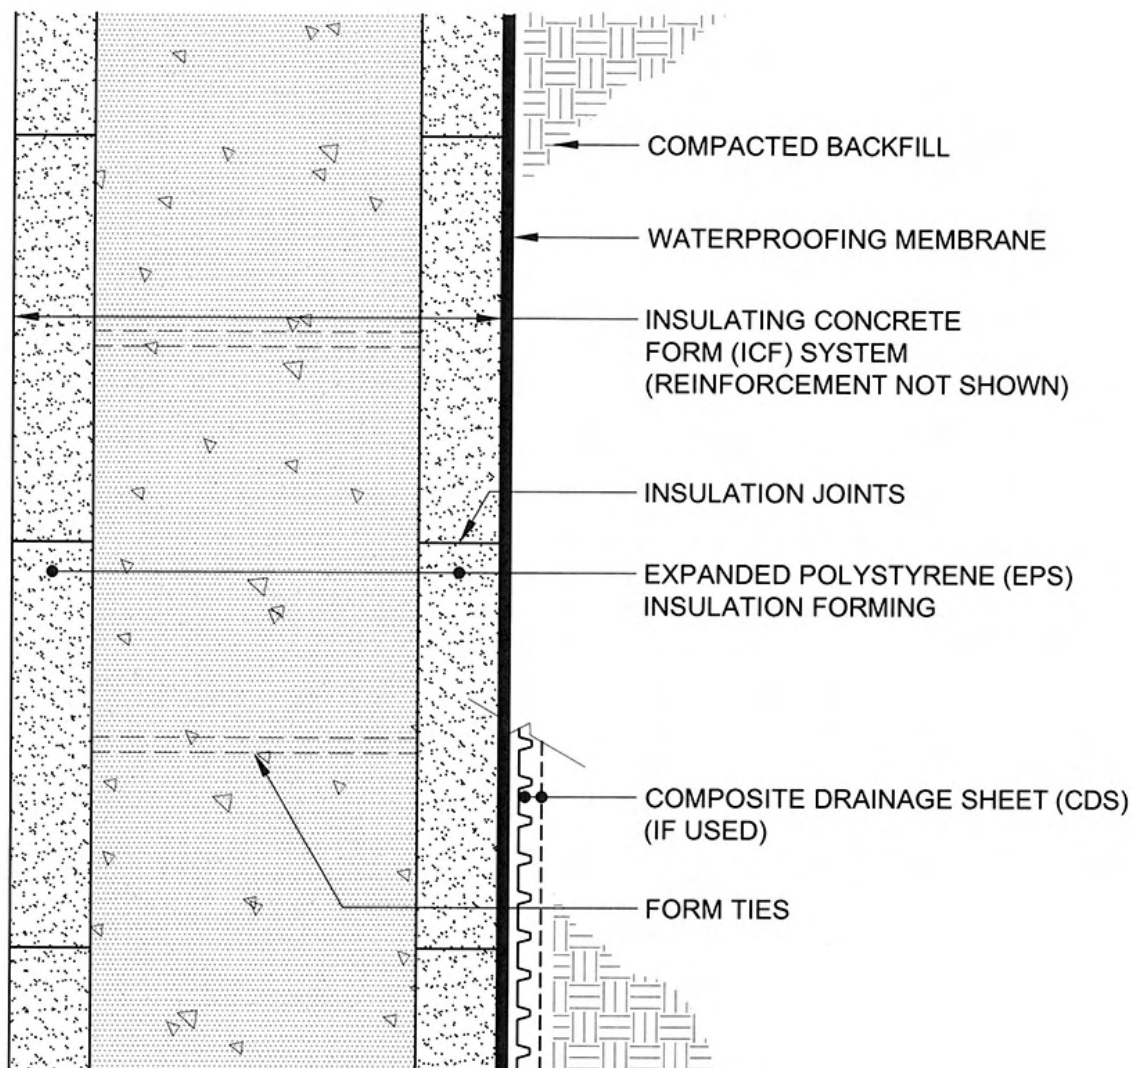 COMPACTED BACKFILL
WATERPROOFING MEMBRANE
INSULATING CONCRETE
FORM (ICF) SYSTEM
(REINFORCEMENT NOT SHOWN)
INSULATION JOINTS
EXPANDED POLYSTYRENE (EPS)
INSULATION FORMING
COMPOSITE DRAINAGE SHEET (CDS)
(IF USED)
FORM TIES